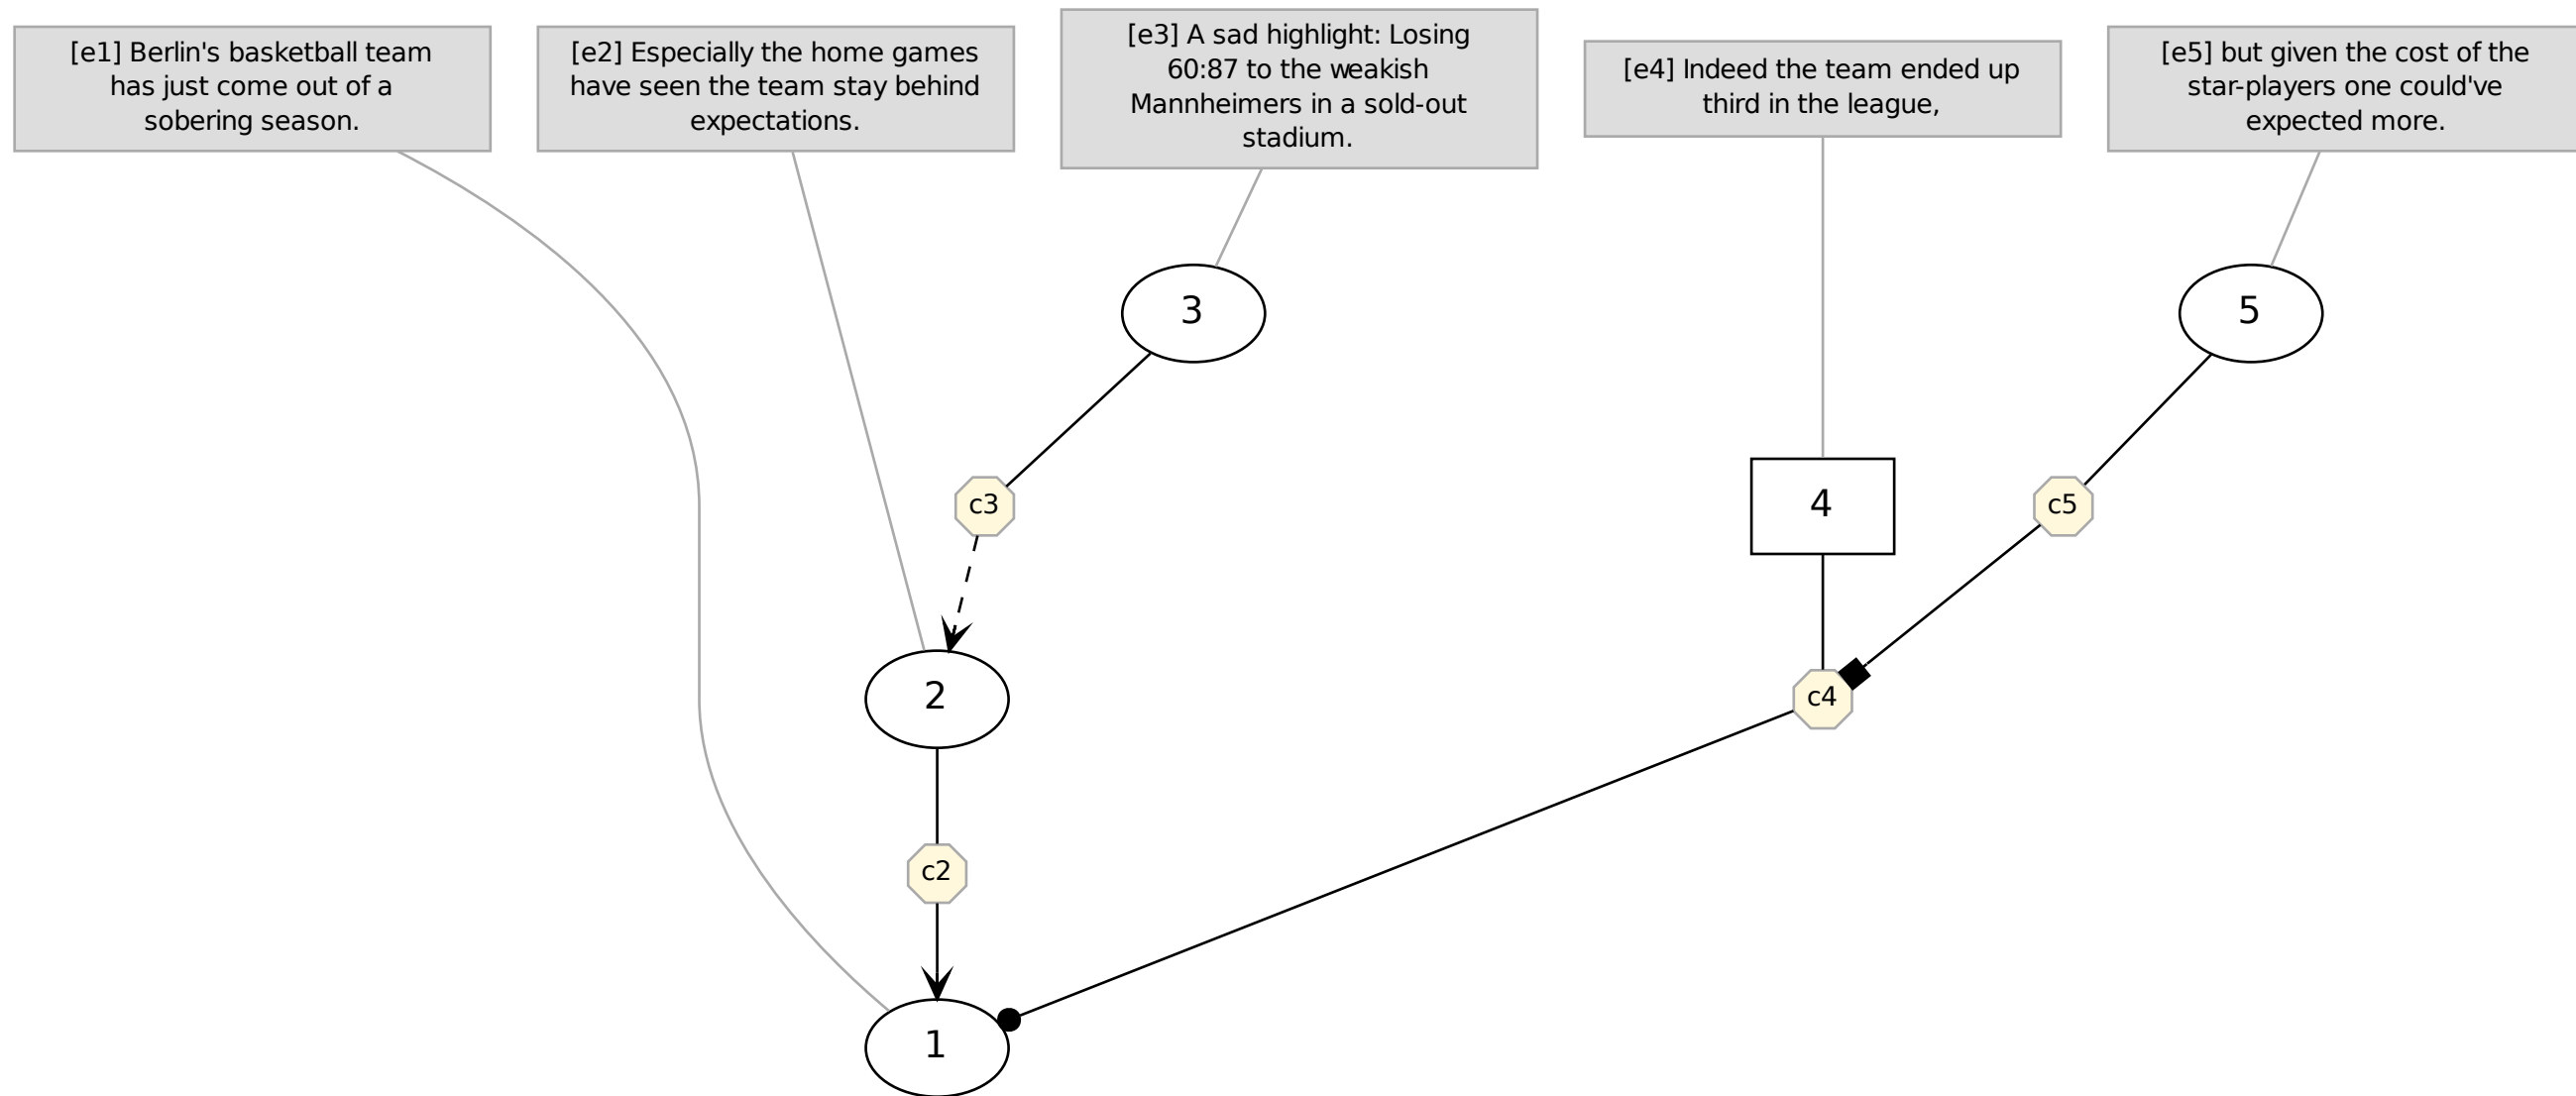 [e1] Berlin's basketball team
has just come out of a
sobering season.
[e2] Especially the home games
have seen the team stay behind
expectations.
[e3] A sad highlight: Losing
60:87 to the weakish
Mannheimers in a sold-out
stadium.
[e4] Indeed the team ended up
third in the league,
[e5] but given the cost of the
star-players one could've
expected more.
3
5
c3
4
c5
2
c4
c2
1